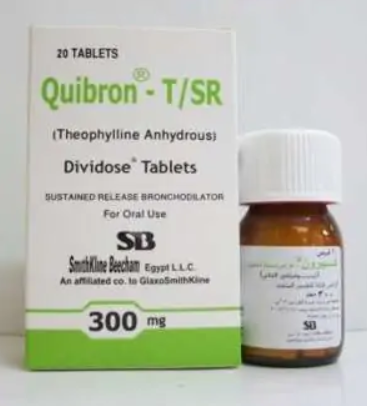 20 TABLETS
Quibron® - T/SR
(Theophylline Anhydrous)
Dividose® Tablets
SUSTAINED RELEASE BRONCHODILATOR
For Oral Use
SB
SmithKline Beecham Egypt L.L.C.
An affiliated co. to GlaxoSmithKline
300 mg
SB